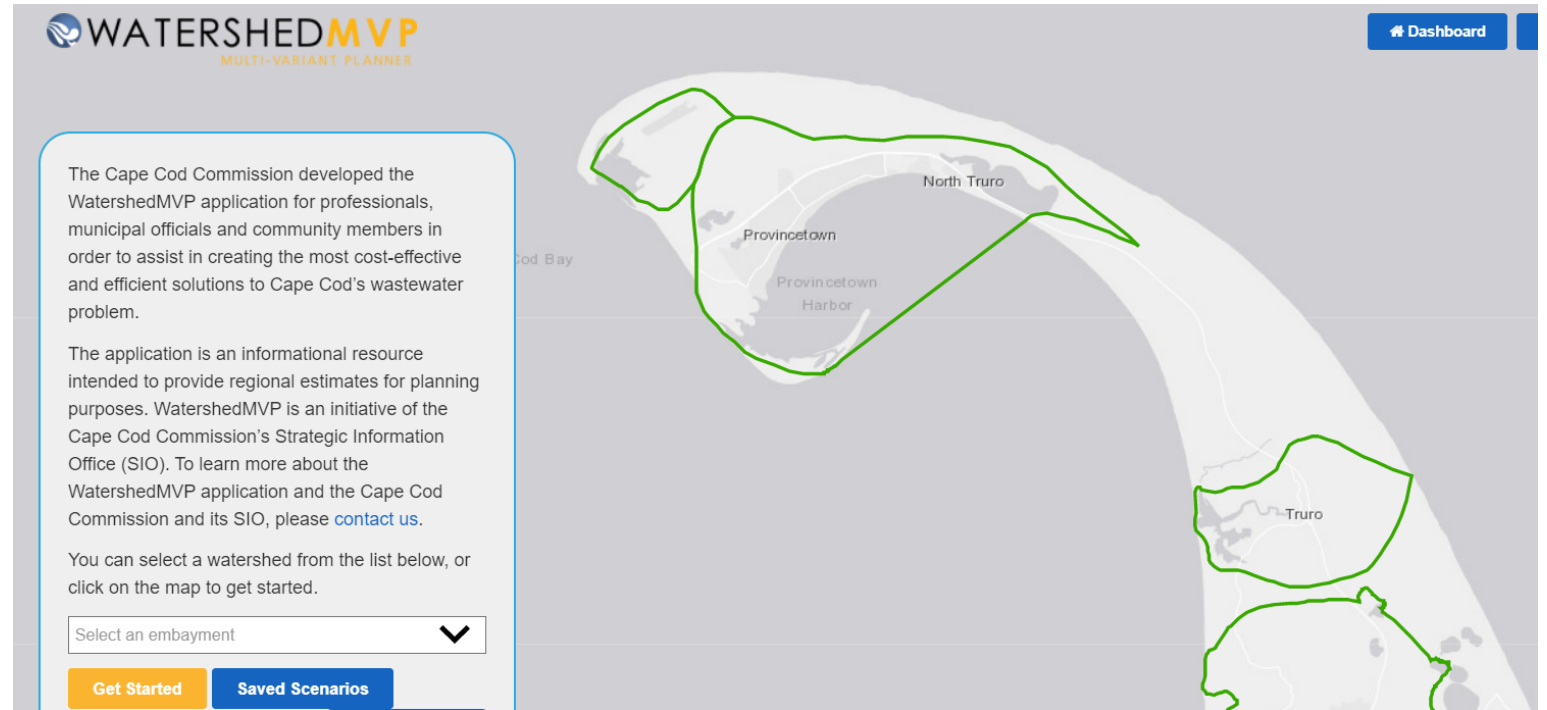 WATERSHEDMVP
MULTI-VARIANT PLANNER
Dashboard
The Cape Cod Commission developed the
WatershedMVP application for professionals,
municipal officials and community members in
order to assist in creating the most cost-effective
and efficient solutions to Cape Cod's wastewater
problem.
The application is an informational resource
intended to provide regional estimates for planning
purposes. WatershedMVP is an initiative of the
Cape Cod Commission's Strategic Information
Office (SIO). To learn more about the
WatershedMVP application and the Cape Cod
Commission and its SIO, please contact us.
You can select a watershed from the list below, or
click on the map to get started.
Select an embayment
Get Started
Saved Scenarios
North Truro
Provincetown
Cod Bay
Provincetown
Harbor
Truro